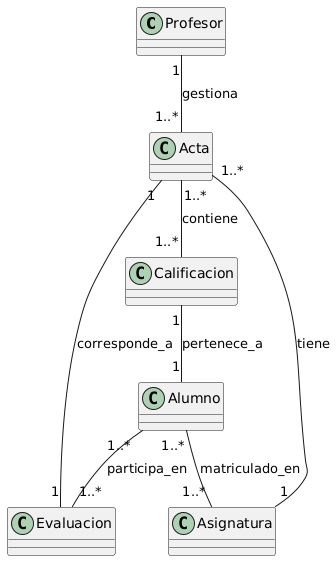 C Profesor
1
gestiona
1..*
C Acta
1..*
1
1..*
contiene
1..*
C Calificacion
corresponde_a
1
pertenece_a
tiene
1
C Alumno
1..*
1..*
participa_en
matriculado_en
1
1..*
1..*
1
C Evaluacion
C Asignatura